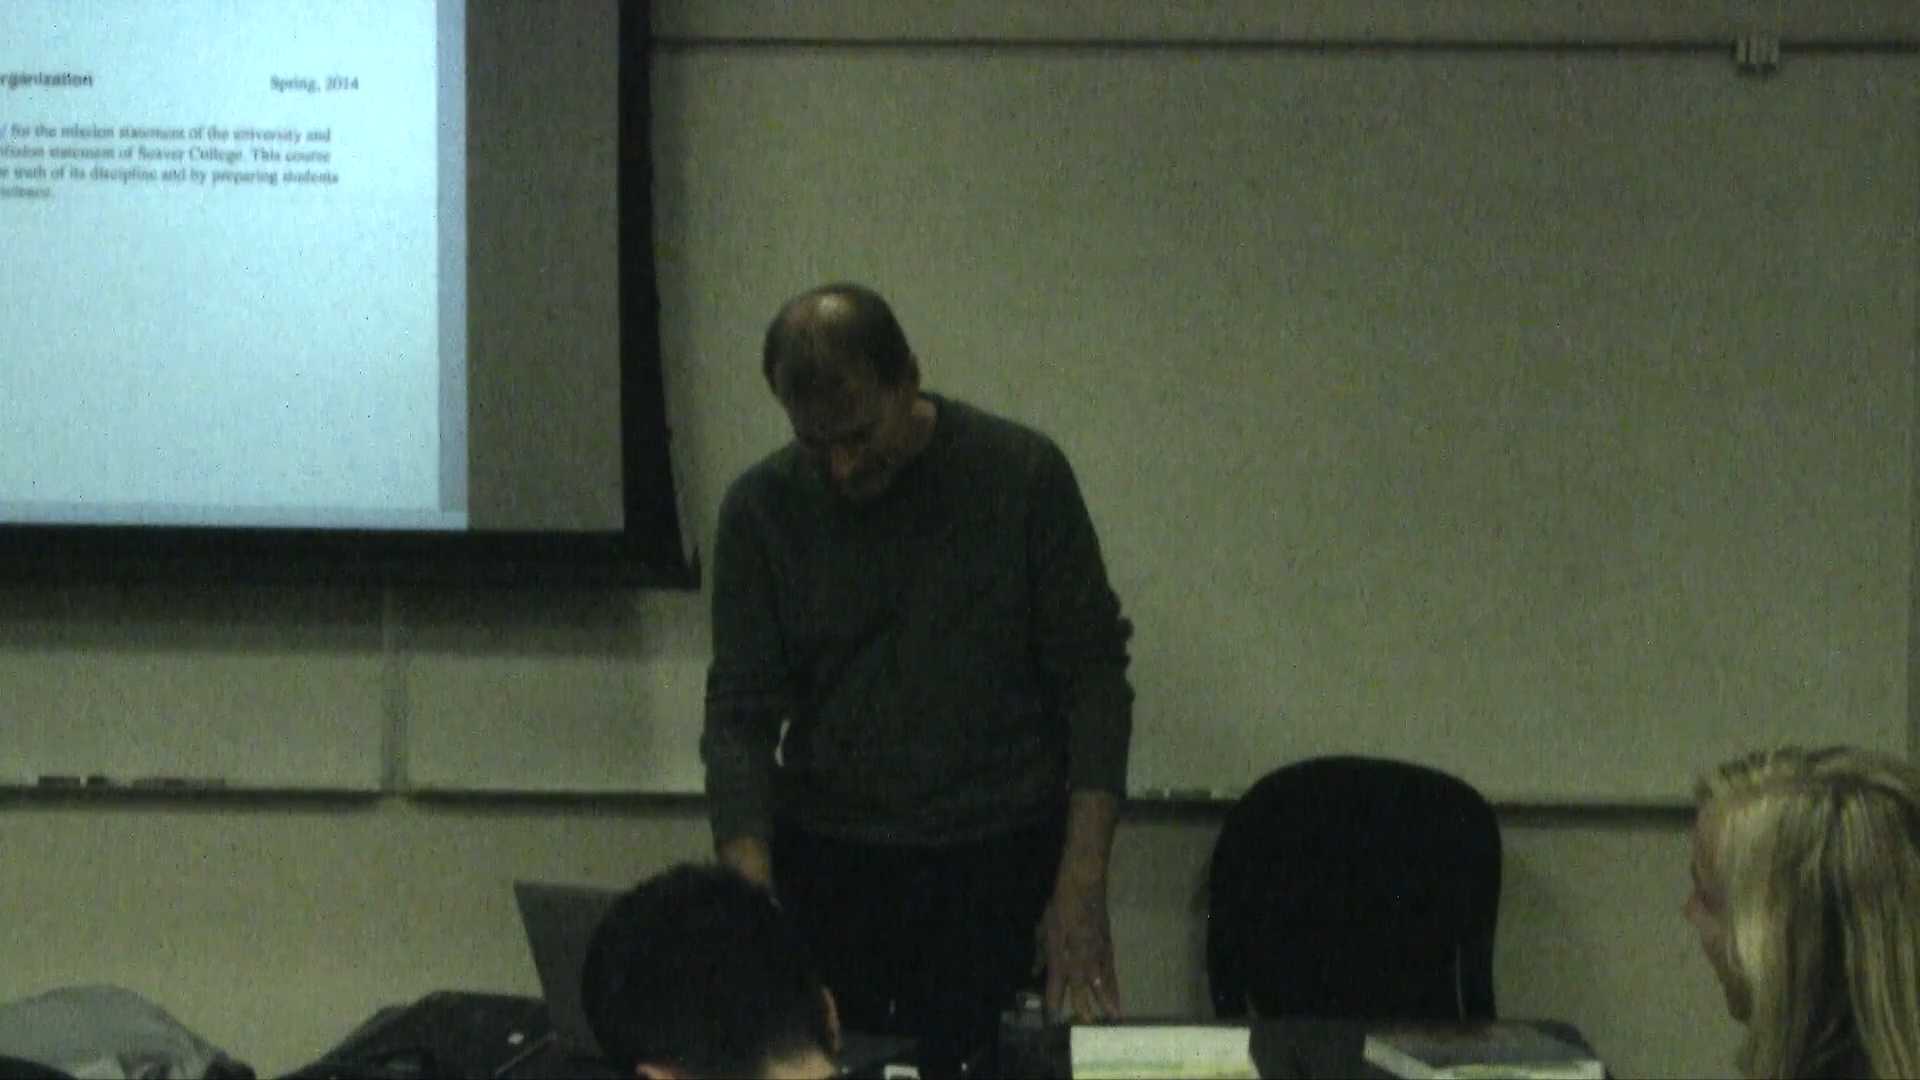 rganization Spring, 2014
for the mission statement of the university and
mission statement of Seaver College. This course
truth of its discipline and by preparing students
science.